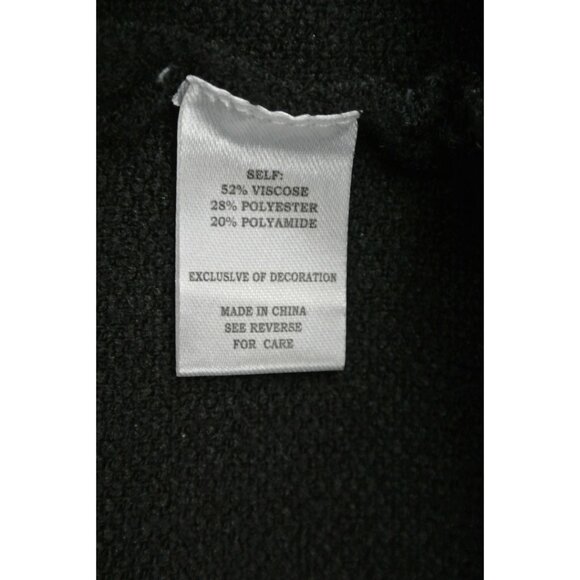 SELF:
52% VISCOSE
28% POLYESTER
20% POLYAMIDE
EXCLUSLVE OF DECORATION
MADE IN CHINA
SEE REVERSE
FOR CARE